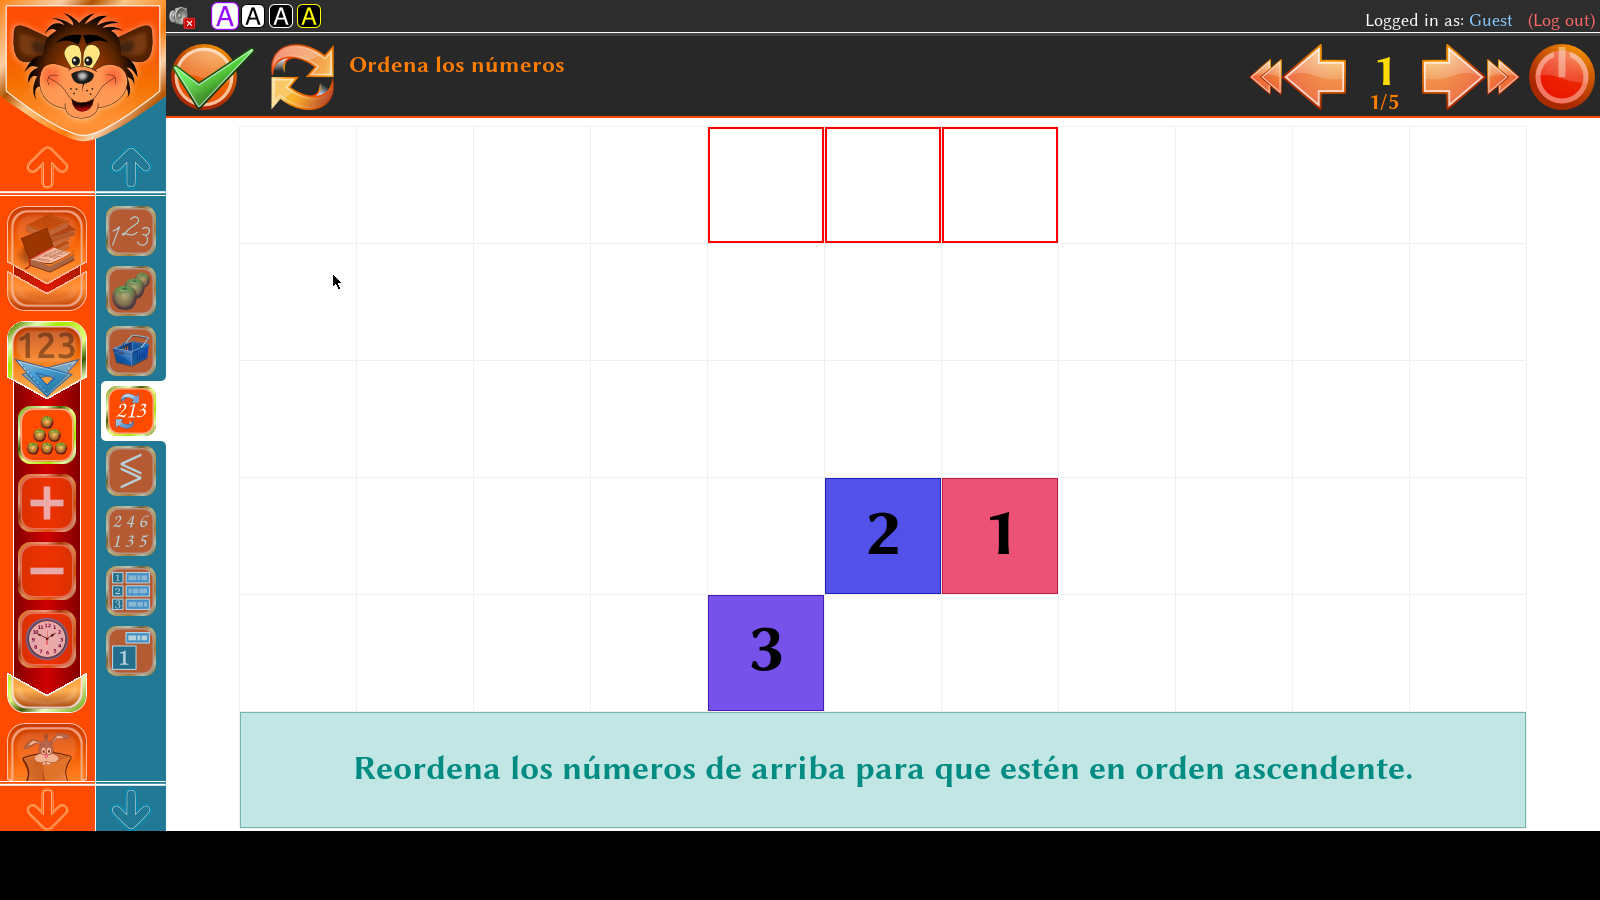 A A A A
Logged in as: Guest (Log out)
Ordena los números
1
1/5
123
123
213
2 4 6
1 3 5
1
2
3
1
2 1
3
Reordena los números de arriba para que estén en orden ascendente.